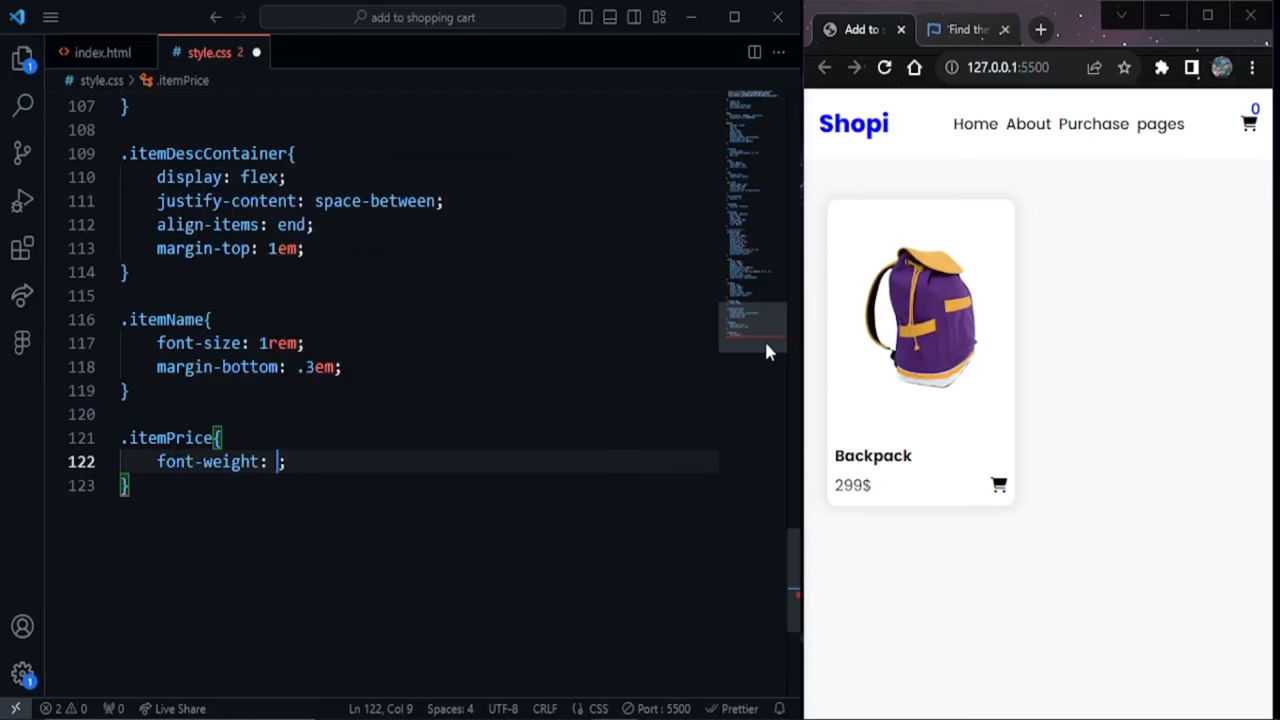 add to shopping cart
index.html
# style.css 2
# style.css > .itemPrice
107 }
108
109 .itemDescContainer{
110 display: flex;
111 justify-content: space-between;
112 align-items: end;
113 margin-top: 1em;
114 }
115
116 .itemName{
117 font-size: 1rem;
118 margin-bottom: .3em;
119 }
120
121 .itemPrice{
122 font-weight: ;
123 }
1
1
2 0 0 Live Share Ln 122, Col 9 Spaces: 4 UTF-8 CRLF CSS Port : 5500 Prettier
Add to
'Find the
127.0.0.1:5500
Shopi
Home About Purchase pages
0
Backpack
299$